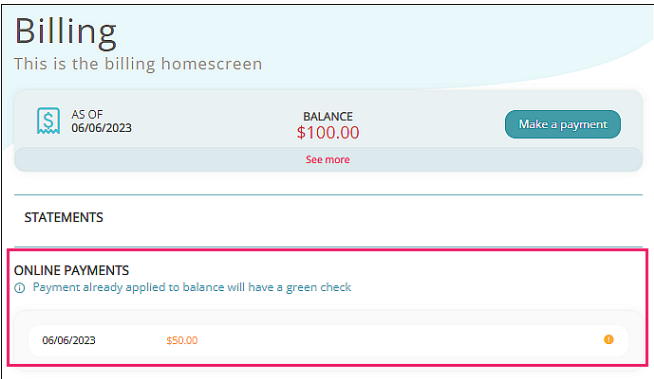 Billing
This is the billing homescreen
AS OF
06/06/2023
BALANCE
$100.00
Make a payment
See more
STATEMENTS
ONLINE PAYMENTS
Payment already applied to balance will have a green check
06/06/2023 $50.00